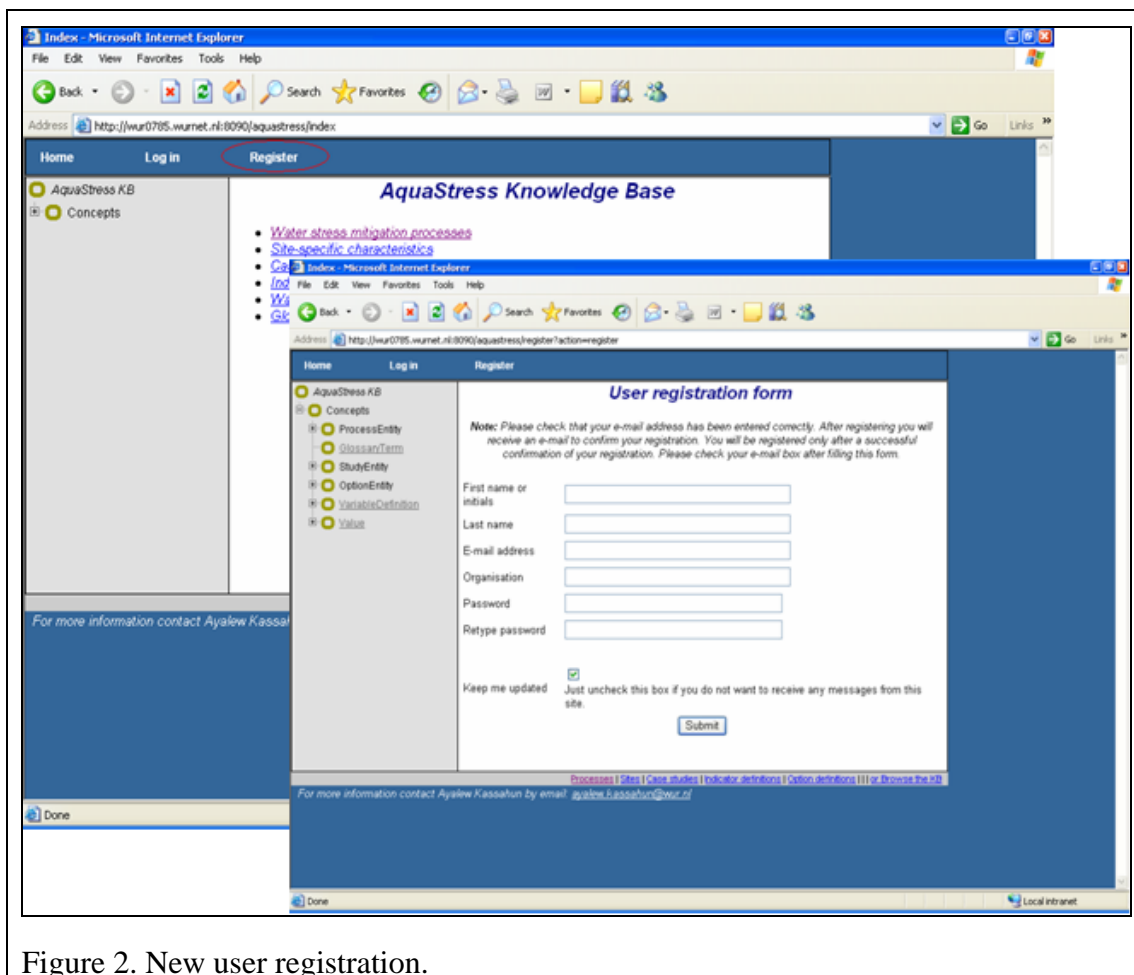 Index - Microsoft Internet Explorer
File Edit View Favorites Tools Help
Back Search Favorites
Address http://wur0785.wurnet.nl:8090/aquastress/index Go Links »
Home Log in Register
AquaStress KB
Concepts
AquaStress Knowledge Base
Water stress mitigation processes
Site-specific characteristics
Ca
Ind
Wa
Glo
For more information contact Ayalew Kassah
Done
Index - Microsoft Internet Explorer
File Edit View Favorites Tools Help
Back Search Favorites
Address http://wur0785.wurnet.nl:8090/aquastress/register?action=register Go Links »
Home Log in Register
AquaStress KB
Concepts
ProcessEntity
GlossaryTerm
StudyEntity
OptionEntity
VariableDefinition
Value
User registration form
Note: Please check that your e-mail address has been entered correctly. After registering you will
receive an e-mail to confirm your registration. You will be registered only after a successful
confirmation of your registration. Please check your e-mail box after filling this form.
First name or
initials
Last name
E-mail address
Organisation
Password
Retype password
Keep me updated
Just uncheck this box if you do not want to receive any messages from this
site.
Submit
Processes | Sites | Case studies | Indicator definitions | Option definitions | | | or Browse the KB
For more information contact Ayalew Kassahun by email: ayalew.kassahun@wur.nl
Done Local intranet
Figure 2. New user registration.